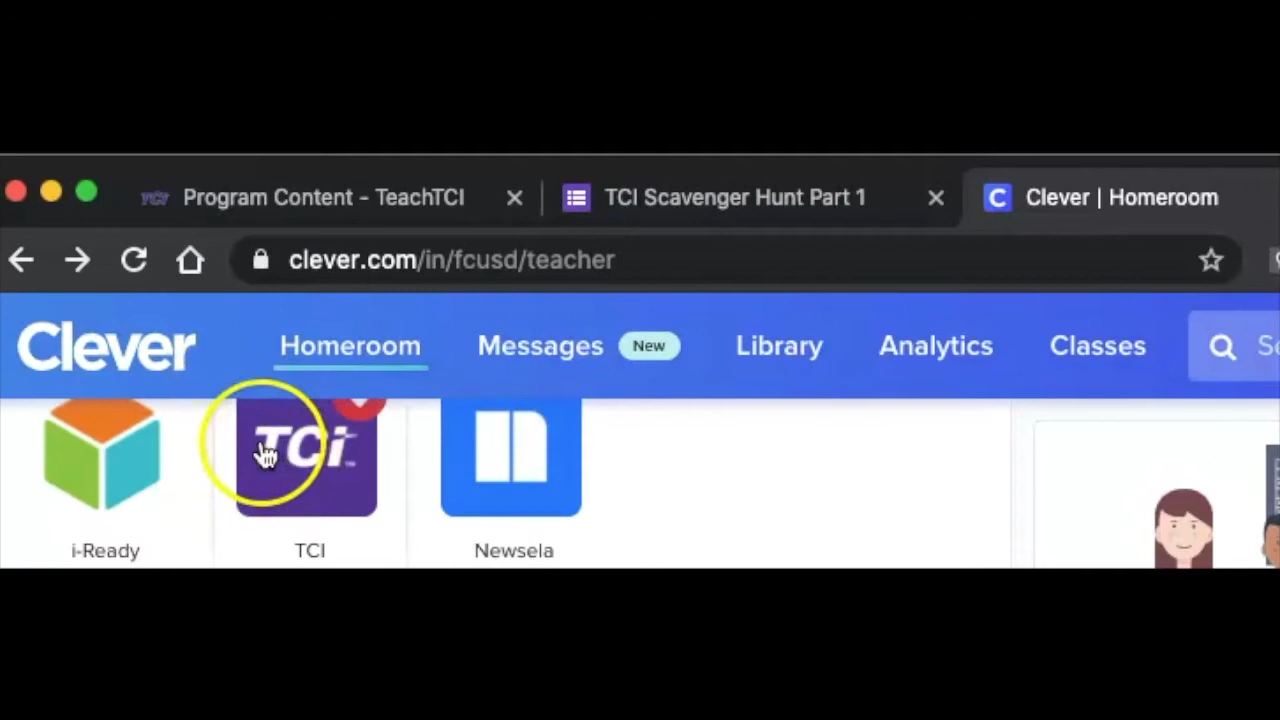 TCI Program Content - TeachTCI TCI Scavenger Hunt Part 1 C Clever | Homeroom
clever.com/in/fcusd/teacher
Clever Homeroom Messages New Library Analytics Classes
TCi
i-Ready TCI Newsela